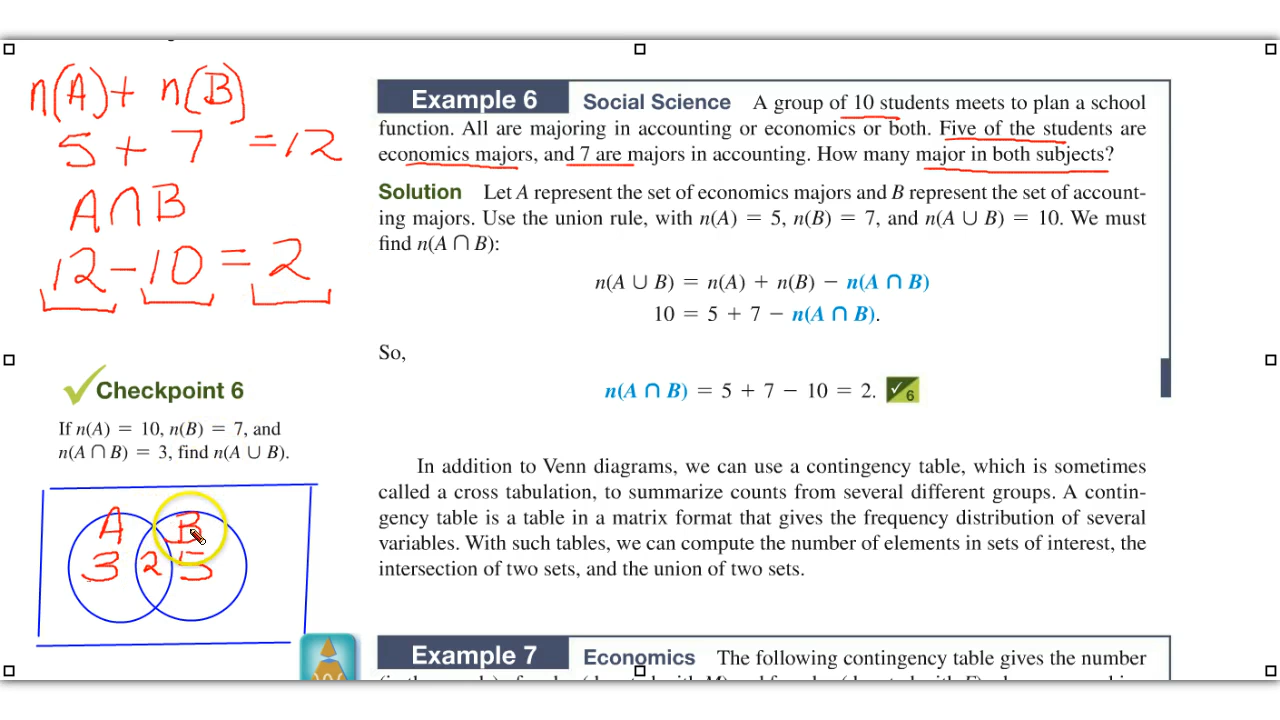 n(A) + n(B)
5 + 7 = 12
A ∩ B
12 - 10 = 2
Checkpoint 6
If n(A) = 10, n(B) = 7, and
n(A ∩ B) = 3, find n(A ∪ B).
A B
3 2 5
Example 6 Social Science A group of 10 students meets to plan a school
function. All are majoring in accounting or economics or both. Five of the students are
economics majors, and 7 are majors in accounting. How many major in both subjects?
Solution Let A represent the set of economics majors and B represent the set of account-
ing majors. Use the union rule, with n(A) = 5, n(B) = 7, and n(A ∪ B) = 10. We must
find n(A ∩ B):
n(A ∪ B) = n(A) + n(B) − n(A ∩ B)
10 = 5 + 7 − n(A ∩ B).
So,
n(A ∩ B) = 5 + 7 − 10 = 2. ✓6
In addition to Venn diagrams, we can use a contingency table, which is sometimes
called a cross tabulation, to summarize counts from several different groups. A contin-
gency table is a table in a matrix format that gives the frequency distribution of several
variables. With such tables, we can compute the number of elements in sets of interest, the
intersection of two sets, and the union of two sets.
Example 7 Economics The following contingency table gives the number